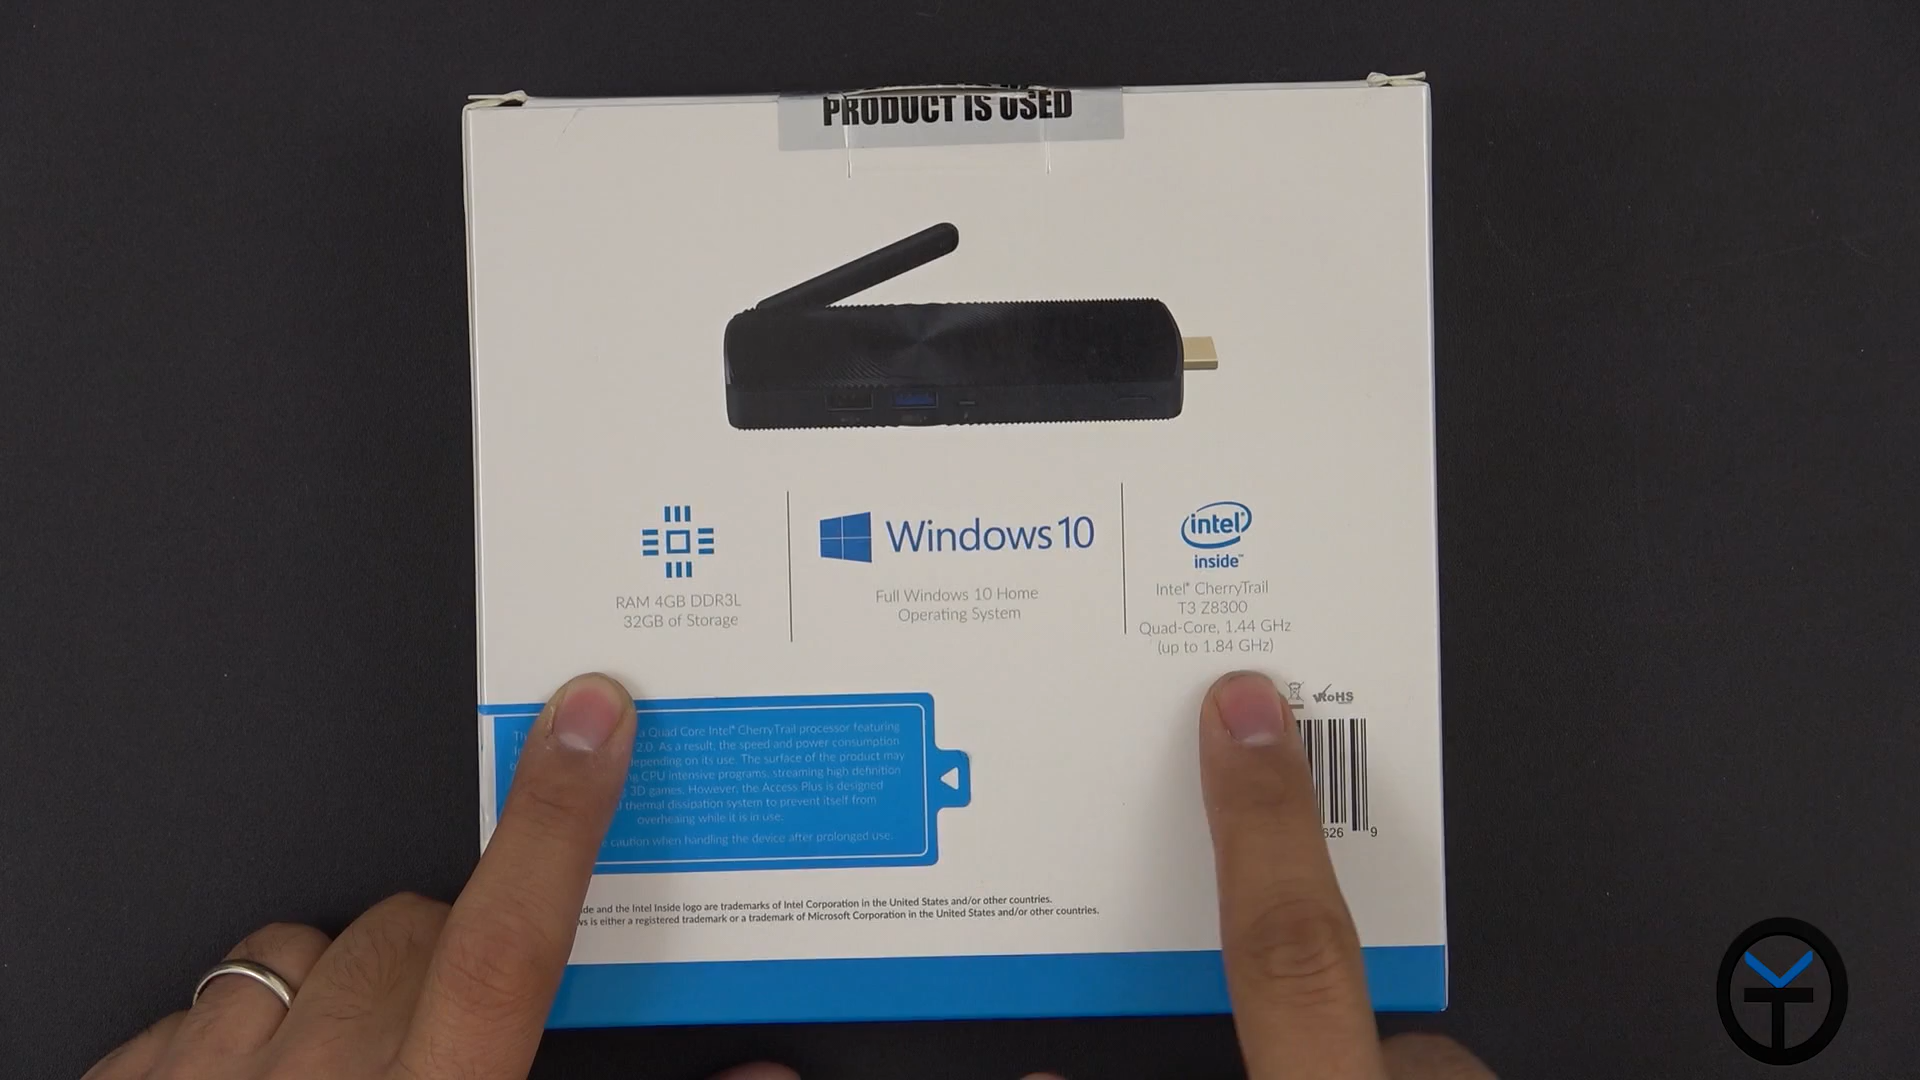 PRODUCT IS USED
RAM 4GB DDR3L
32GB of Storage
Windows 10
Full Windows 10 Home
Operating System
intel®
inside™
Intel® CherryTrail
T3 Z8300
Quad-Core, 1.44 GHz
(up to 1.84 GHz)
RoHS
a Quad Core Intel® CherryTrail processor featuring
2.0. As a result, the speed and power consumption
depending on its use. The surface of the product may
CPU intensive programs, streaming high definition
3D games. However, the Access Plus is designed
thermal dissipation system to prevent itself from
overheaing while it is in use.
caution when handling the device after prolonged use.
626 9
and the Intel Inside logo are trademarks of Intel Corporation in the United States and/or other countries.
is either a registered trademark or a trademark of Microsoft Corporation in the United States and/or other countries.